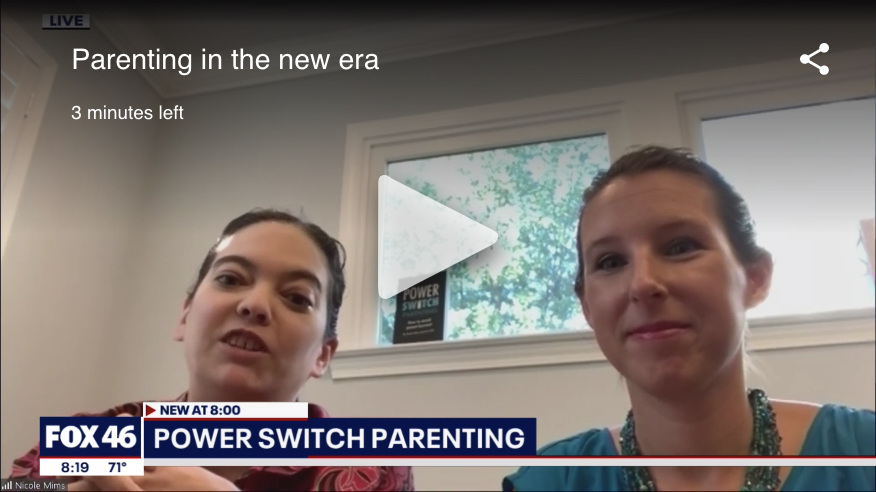 LIVE
Parenting in the new era
3 minutes left
POWER
SWITCH
NEW AT 8:00
FOX 46
POWER SWITCH PARENTING
8:19 71°
Nicole Mims